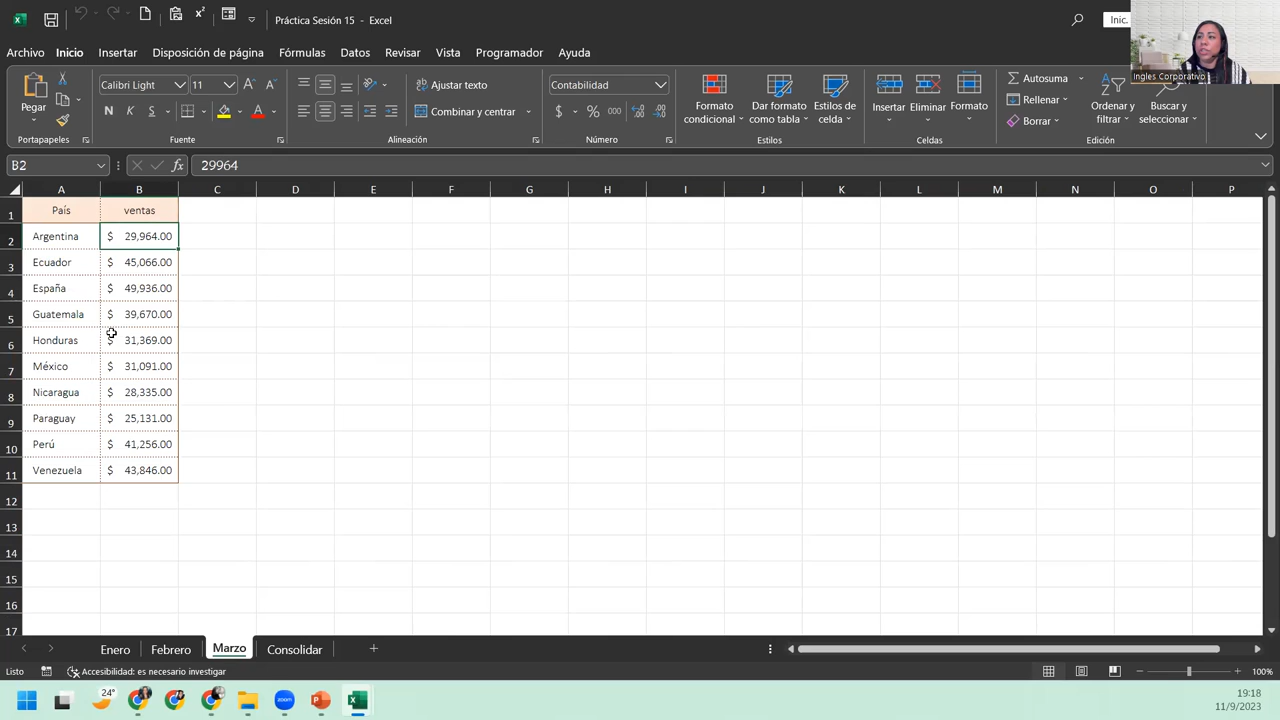 Práctica Sesión 15 - Excel
Inic.
Archivo Inicio Insertar Disposición de página Fórmulas Datos Revisar Vista Programador Ayuda
Pegar
Calibri Light 11
N K S
Ajustar texto
Combinar y centrar
Contabilidad
$ % 000
Formato condicional
Dar formato como tabla
Estilos de celda
Insertar Eliminar Formato
Autosuma
Rellenar
Borrar
Ordenar y filtrar
Buscar y seleccionar
Portapapeles Fuente Alineación Número Estilos Celdas Edición
Ingles Corporativo
B2 fx 29964
A B C D E F G H I J K L M N O P
1 País ventas
2 Argentina $ 29,964.00
3 Ecuador $ 45,066.00
4 España $ 49,936.00
5 Guatemala $ 39,670.00
6 Honduras $ 31,369.00
7 México $ 31,091.00
8 Nicaragua $ 28,335.00
9 Paraguay $ 25,131.00
10 Perú $ 41,256.00
11 Venezuela $ 43,846.00
12
13
14
15
16
17
Enero Febrero Marzo Consolidar
Listo Accesibilidad: es necesario investigar 100%
24°
zoom
19:18
11/9/2023